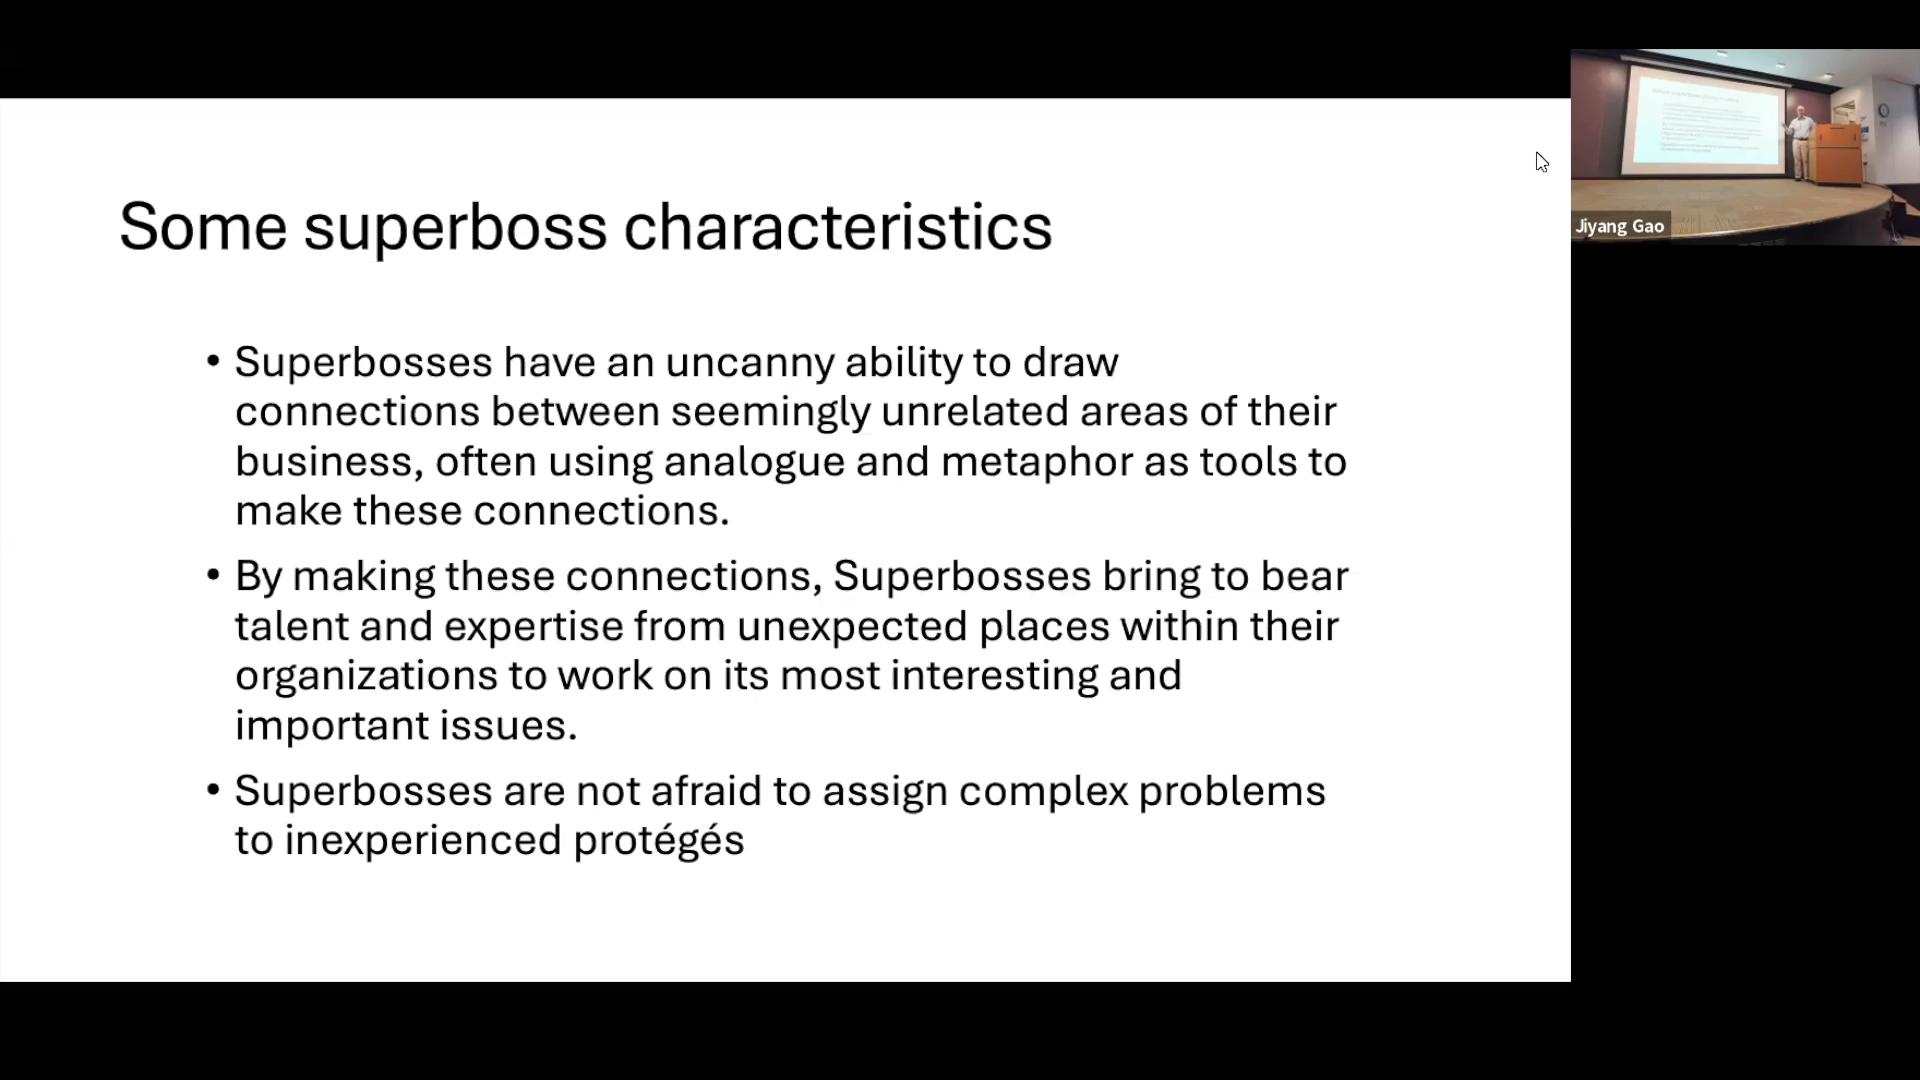 Some superboss characteristics
• Superbosses have an uncanny ability to draw
connections between seemingly unrelated areas of their
business, often using analogue and metaphor as tools to
make these connections.
• By making these connections, Superbosses bring to bear
talent and expertise from unexpected places within their
organizations to work on its most interesting and
important issues.
• Superbosses are not afraid to assign complex problems
to inexperienced protégés
Jiyang Gao